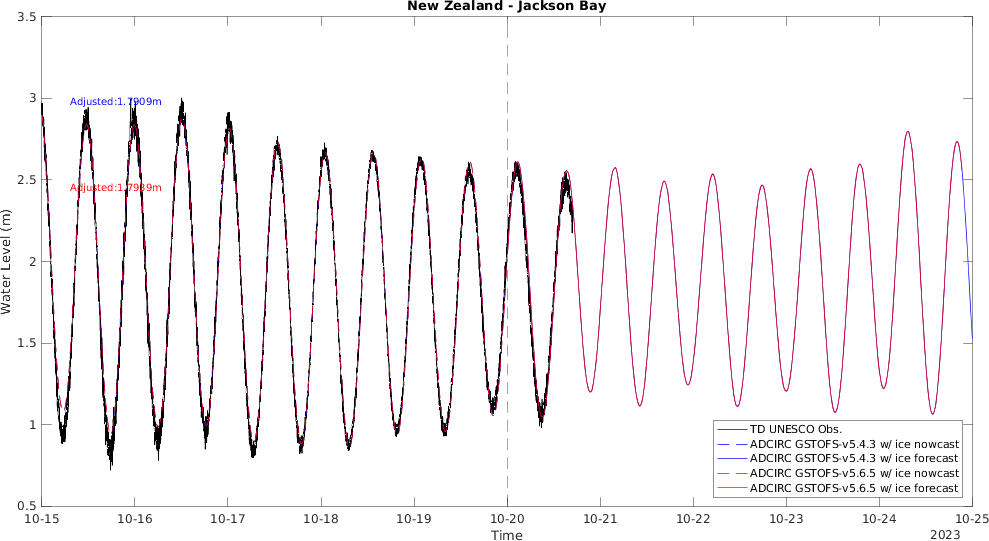 New Zealand - Jackson Bay
3.5
3
2.5
2
1.5
1
0.5
Water Level (m)
Adjusted:1.7909m
Adjusted:1.7939m
TD UNESCO Obs.
ADCIRC GSTOFS-v5.4.3 w/ ice nowcast
ADCIRC GSTOFS-v5.4.3 w/ ice forecast
ADCIRC GSTOFS-v5.6.5 w/ ice nowcast
ADCIRC GSTOFS-v5.6.5 w/ ice forecast
10-15 10-16 10-17 10-18 10-19 10-20 10-21 10-22 10-23 10-24 10-25
Time
2023